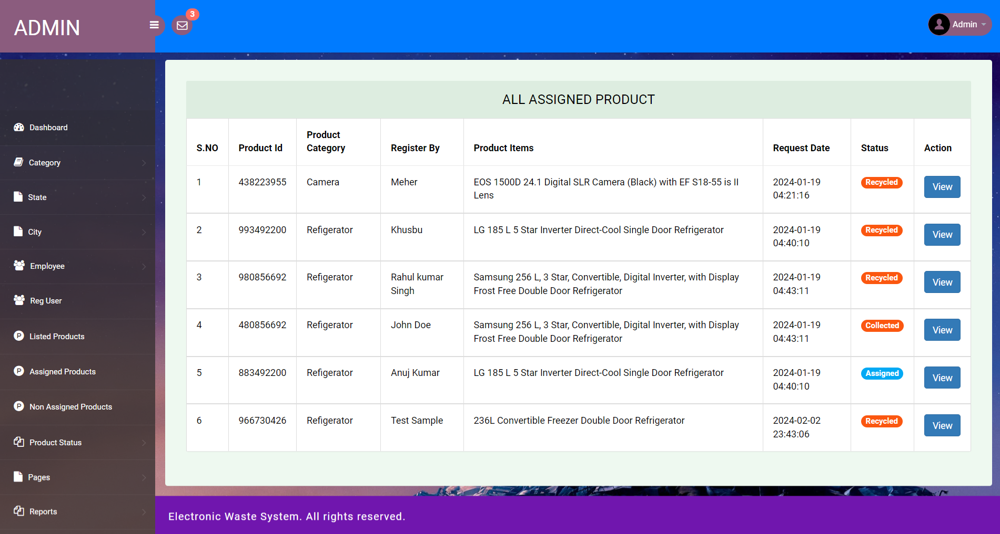 ADMIN
3
Admin
Dashboard
Category
State
City
Employee
Reg User
Listed Products
Assigned Products
Non Assigned Products
Product Status
Pages
Reports
ALL ASSIGNED PRODUCT
S.NO Product Id Product Category Register By Product Items Request Date Status Action
1 438223955 Camera Meher EOS 1500D 24.1 Digital SLR Camera (Black) with EF S18-55 is II 2024-01-19 Recycled View
Lens 04:21:16
2 993492200 Refigerator Khusbu LG 185 L 5 Star Inverter Direct-Cool Single Door Refrigerator 2024-01-19 Recycled View
04:40:10
3 980856692 Refigerator Rahul kumar Samsung 256 L, 3 Star, Convertible, Digital Inverter, with Display 2024-01-19 Recycled View
Singh Frost Free Double Door Refrigerator 04:43:11
4 480856692 Refigerator John Doe Samsung 256 L, 3 Star, Convertible, Digital Inverter, with Display 2024-01-19 Collected View
Frost Free Double Door Refrigerator 04:43:11
5 883492200 Refigerator Anuj Kumar LG 185 L 5 Star Inverter Direct-Cool Single Door Refrigerator 2024-01-19 Assigned View
04:40:10
6 966730426 Refigerator Test Sample 236L Convertible Freezer Double Door Refrigerator 2024-02-02 Recycled View
23:43:06
Electronic Waste System. All rights reserved.